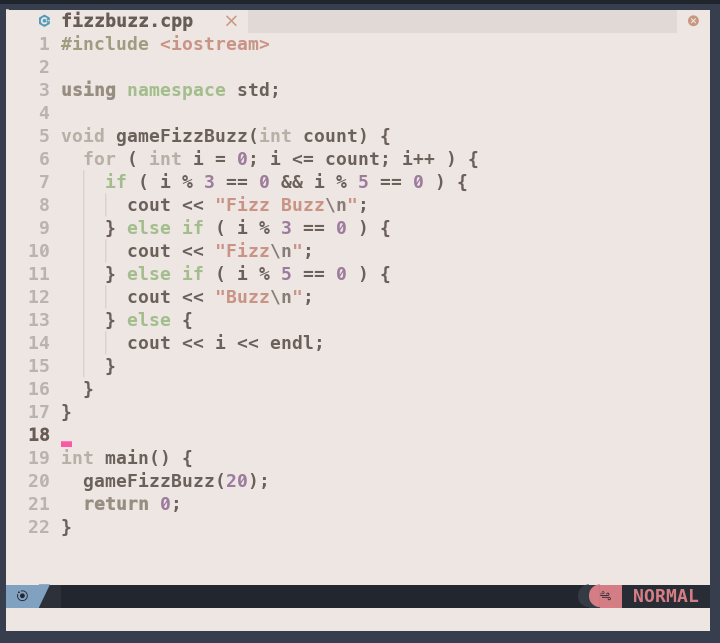 fizzbuzz.cpp
1 #include <iostream>
2
3 using namespace std;
4
5 void gameFizzBuzz(int count) {
6   for ( int i = 0; i <= count; i++ ) {
7     if ( i % 3 == 0 && i % 5 == 0 ) {
8       cout << "Fizz Buzz\n";
9     } else if ( i % 3 == 0 ) {
10       cout << "Fizz\n";
11     } else if ( i % 5 == 0 ) {
12       cout << "Buzz\n";
13     } else {
14       cout << i << endl;
15     }
16   }
17 }
18
19 int main() {
20   gameFizzBuzz(20);
21   return 0;
22 }
NORMAL